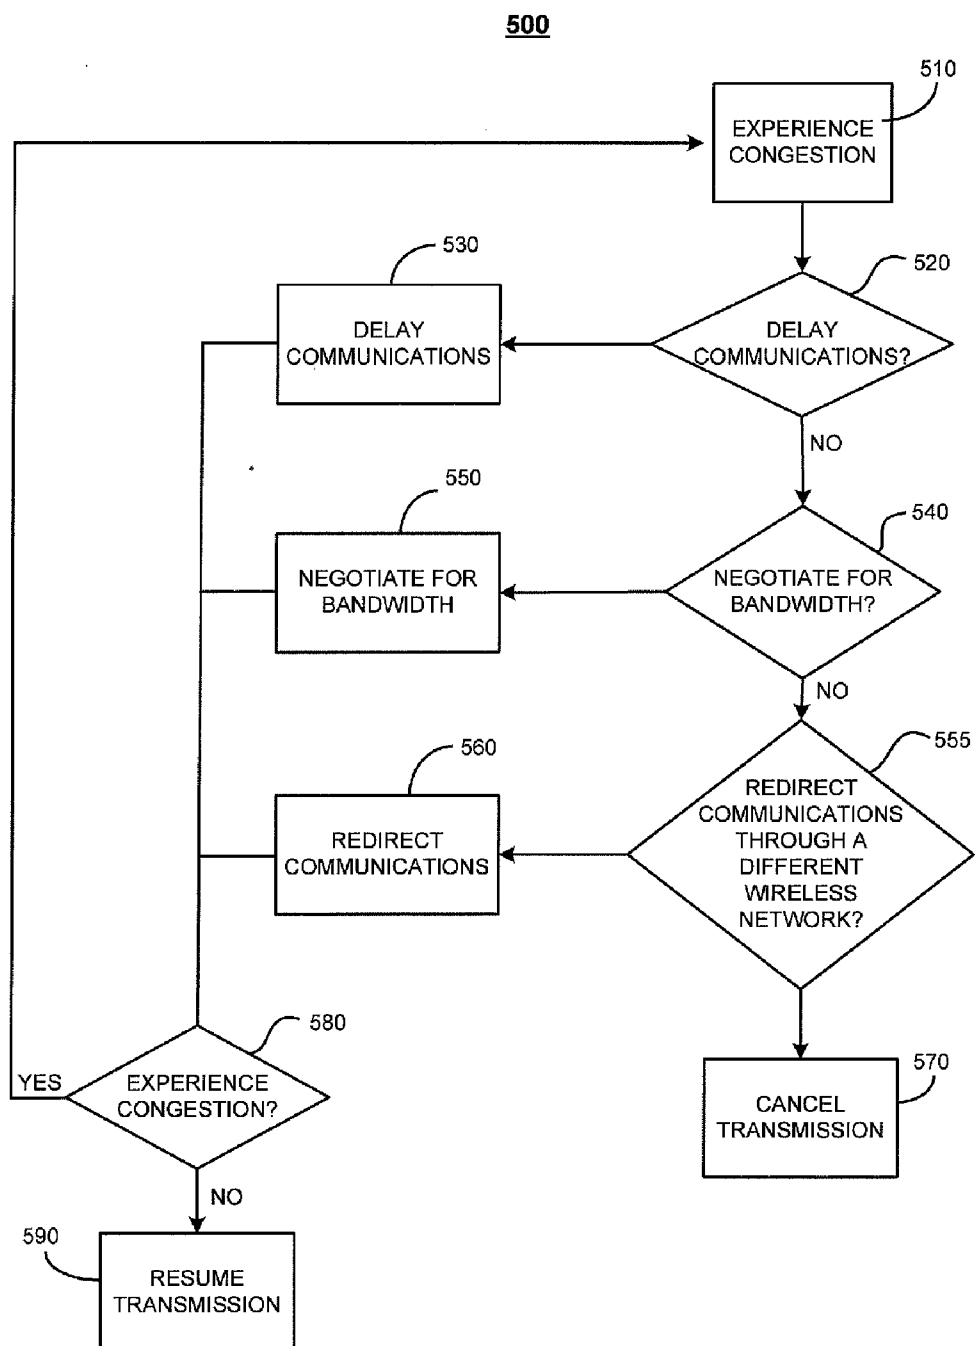 500
510
EXPERIENCE
CONGESTION
530
520
DELAY
COMMUNICATIONS
DELAY
COMMUNICATIONS?
NO
550
540
NEGOTIATE FOR
BANDWIDTH
NEGOTIATE FOR
BANDWIDTH?
NO
560
555
REDIRECT
COMMUNICATIONS
REDIRECT
COMMUNICATIONS
THROUGH A
DIFFERENT
WIRELESS
NETWORK?
580
YES
EXPERIENCE
CONGESTION?
570
CANCEL
TRANSMISSION
NO
590
RESUME
TRANSMISSION